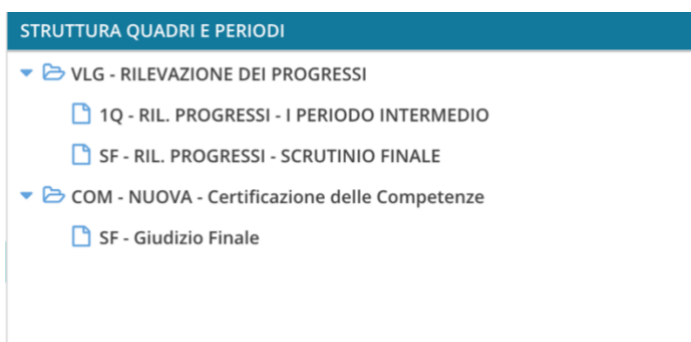 STRUTTURA QUADRI E PERIODI
VLG - RILEVAZIONE DEI PROGRESSI
1Q - RIL. PROGRESSI - I PERIODO INTERMEDIO
SF - RIL. PROGRESSI - SCRUTINIO FINALE
COM - NUOVA - Certificazione delle Competenze
SF - Giudizio Finale